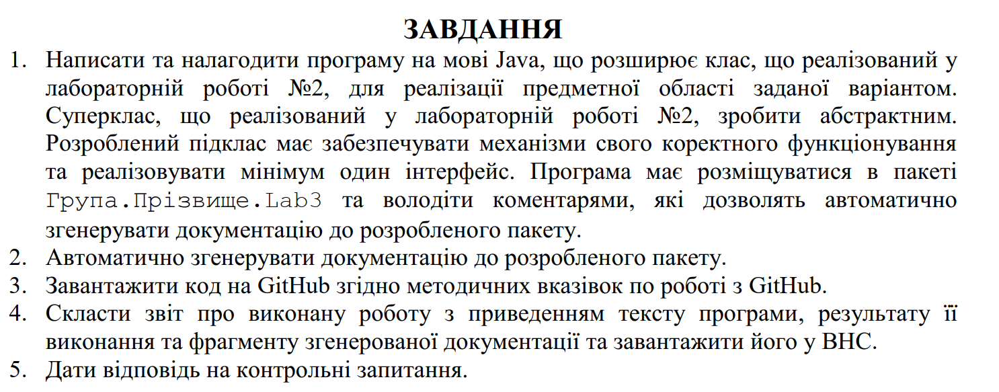 ЗАВДАННЯ
1. Написати та налагодити програму на мові Java, що розширює клас, що реалізований у
лабораторній роботі №2, для реалізації предметної області заданої варіантом.
Суперклас, що реалізований у лабораторній роботі №2, зробити абстрактним.
Розроблений підклас має забезпечувати механізми свого коректного функціонування
та реалізовувати мінімум один інтерфейс. Програма має розміщуватися в пакеті
Група.Прізвище.Lab3 та володіти коментарями, які дозволять автоматично
згенерувати документацію до розробленого пакету.
2. Автоматично згенерувати документацію до розробленого пакету.
3. Завантажити код на GitHub згідно методичних вказівок по роботі з GitHub.
4. Скласти звіт про виконану роботу з приведенням тексту програми, результату її
виконання та фрагменту згенерованої документації та завантажити його у ВНС.
5. Дати відповідь на контрольні запитання.